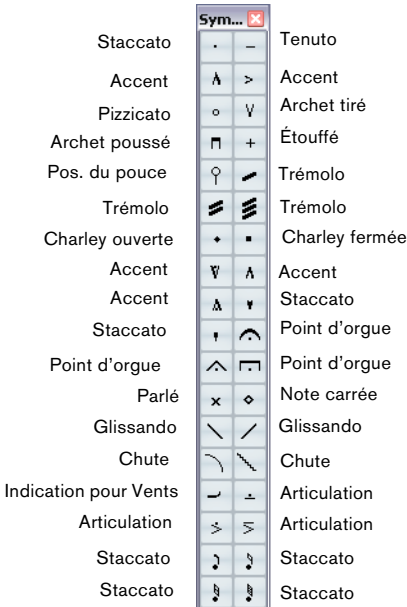 Sym...
Staccato Tenuto
Accent Accent
Pizzicato Archet tiré
Archet poussé Étouffé
Pos. du pouce Trémolo
Trémolo Trémolo
Charley ouverte Charley fermée
Accent Accent
Accent Staccato
Staccato Point d'orgue
Point d'orgue Point d'orgue
Parlé Note carrée
Glissando Glissando
Chute Chute
Indication pour Vents Articulation
Articulation Articulation
Staccato Staccato
Staccato Staccato